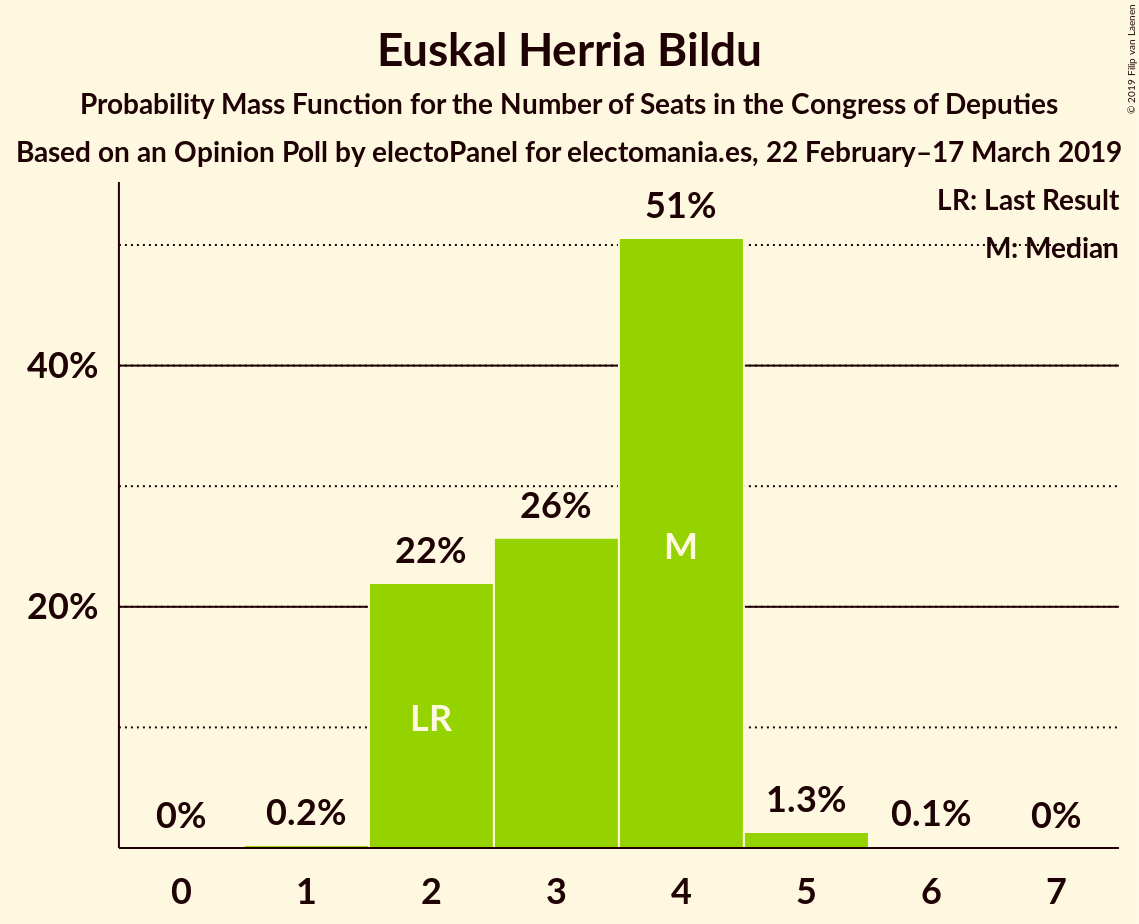 Euskal Herria Bildu
Probability Mass Function for the Number of Seats in the Congress of Deputies
Based on an Opinion Poll by electoPanel for electomania.es, 22 February–17 March 2019
© 2019 Filip van Laenen
LR: Last Result
M: Median
51%
40%
26%
22%
M
20%
LR
0%
0.2%
1.3%
0.1%
0%
0 1 2 3 4 5 6 7